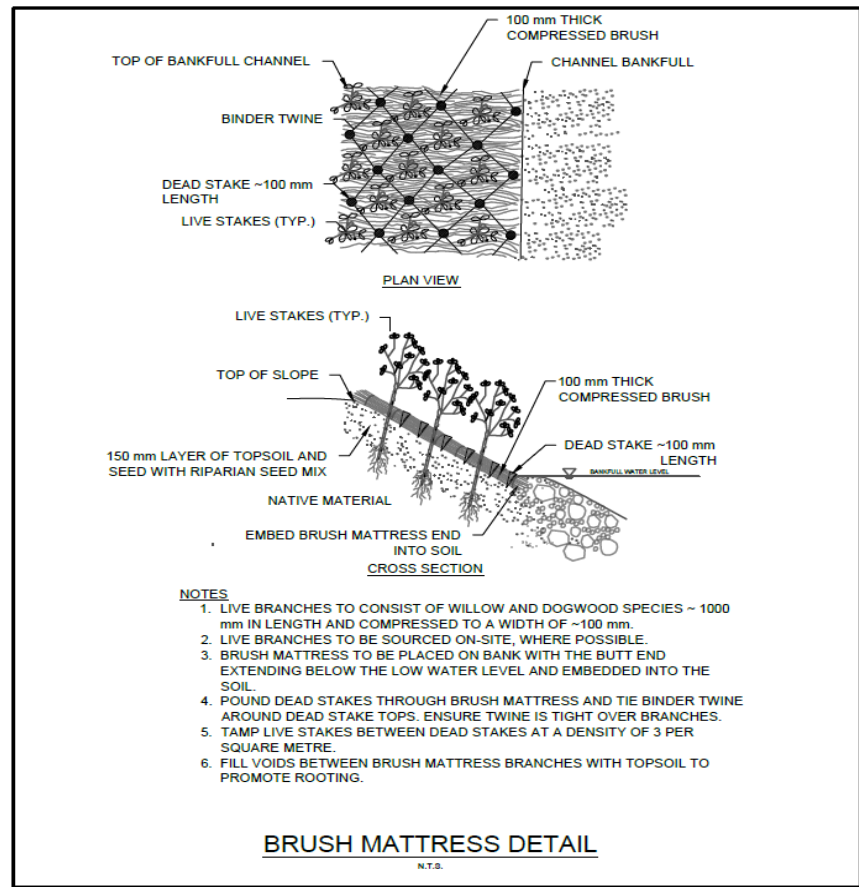 100 mm THICK
COMPRESSED BRUSH
TOP OF BANKFULL CHANNEL
CHANNEL BANKFULL
BINDER TWINE
DEAD STAKE ~100 mm
LENGTH
LIVE STAKES (TYP.)
PLAN VIEW
LIVE STAKES (TYP.)
TOP OF SLOPE
100 mm THICK
COMPRESSED BRUSH
150 mm LAYER OF TOPSOIL AND
SEED WITH RIPARIAN SEED MIX
DEAD STAKE ~100 mm
LENGTH
BANKFULL WATER LEVEL
NATIVE MATERIAL
EMBED BRUSH MATTRESS END
INTO SOIL
CROSS SECTION
NOTES
1. LIVE BRANCHES TO CONSIST OF WILLOW AND DOGWOOD SPECIES ~ 1000
mm IN LENGTH AND COMPRESSED TO A WIDTH OF ~100 mm.
2. LIVE BRANCHES TO BE SOURCED ON-SITE, WHERE POSSIBLE.
3. BRUSH MATTRESS TO BE PLACED ON BANK WITH THE BUTT END
EXTENDING BELOW THE LOW WATER LEVEL AND EMBEDDED INTO THE
SOIL.
4. POUND DEAD STAKES THROUGH BRUSH MATTRESS AND TIE BINDER TWINE
AROUND DEAD STAKE TOPS. ENSURE TWINE IS TIGHT OVER BRANCHES.
5. TAMP LIVE STAKES BETWEEN DEAD STAKES AT A DENSITY OF 3 PER
SQUARE METRE.
6. FILL VOIDS BETWEEN BRUSH MATTRESS BRANCHES WITH TOPSOIL TO
PROMOTE ROOTING.
BRUSH MATTRESS DETAIL
N.T.S.